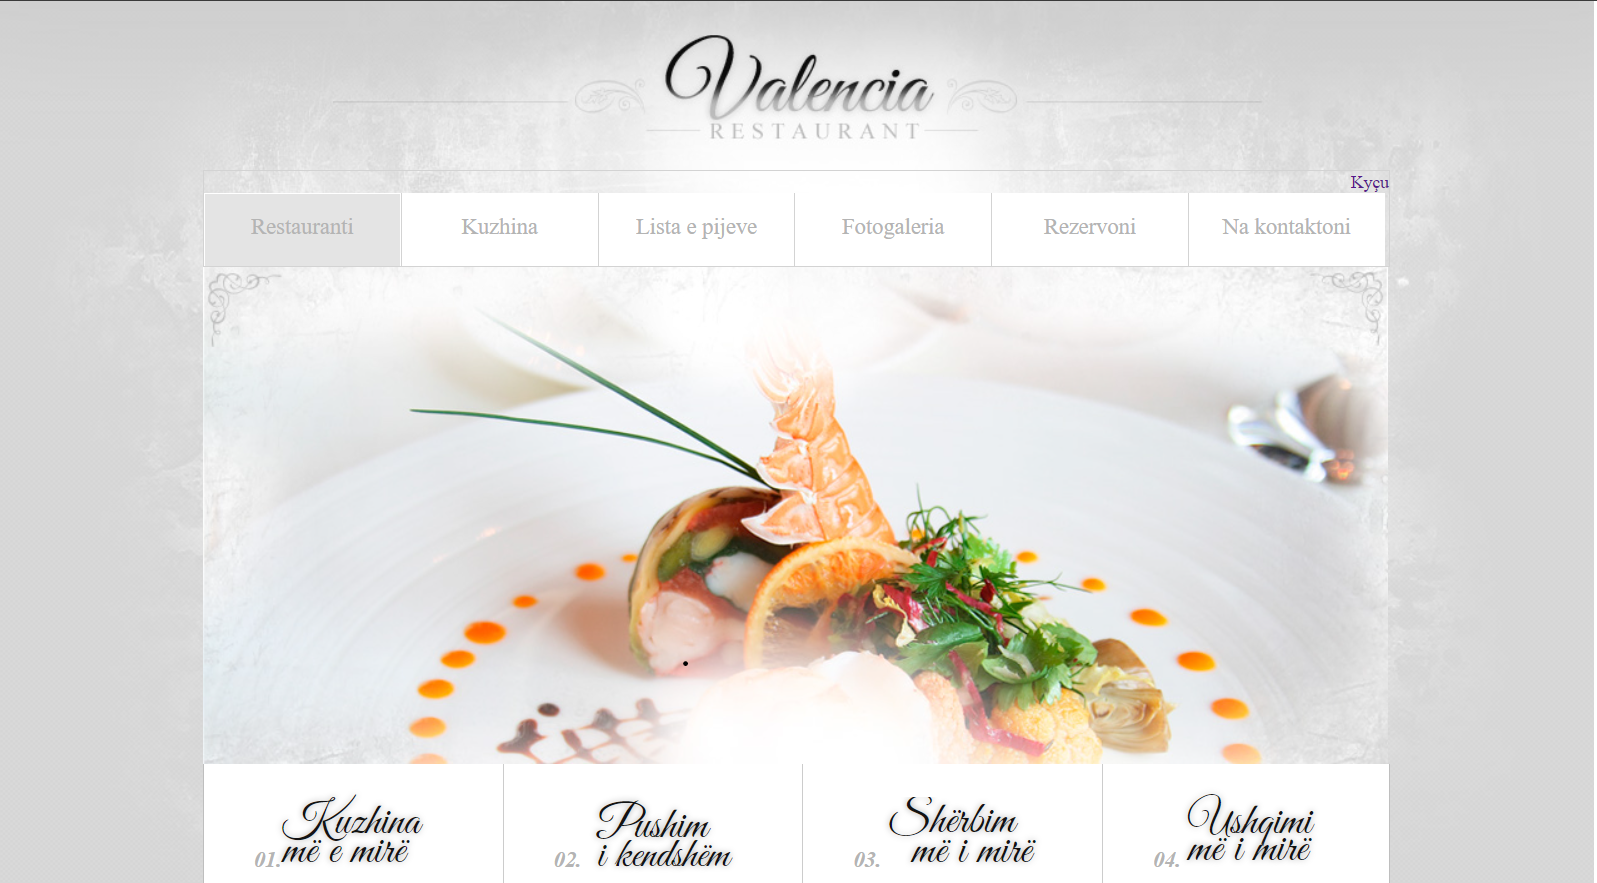 Valencia
RESTAURANT
Kyçu
Restauranti
Kuzhina
Lista e pijeve
Fotogaleria
Rezervoni
Na kontaktoni
Kuzhina
01. më e mirë
Pushim
02. i kendshëm
Shërbim
03. më i mirë
Ushqimi
04. më i mirë